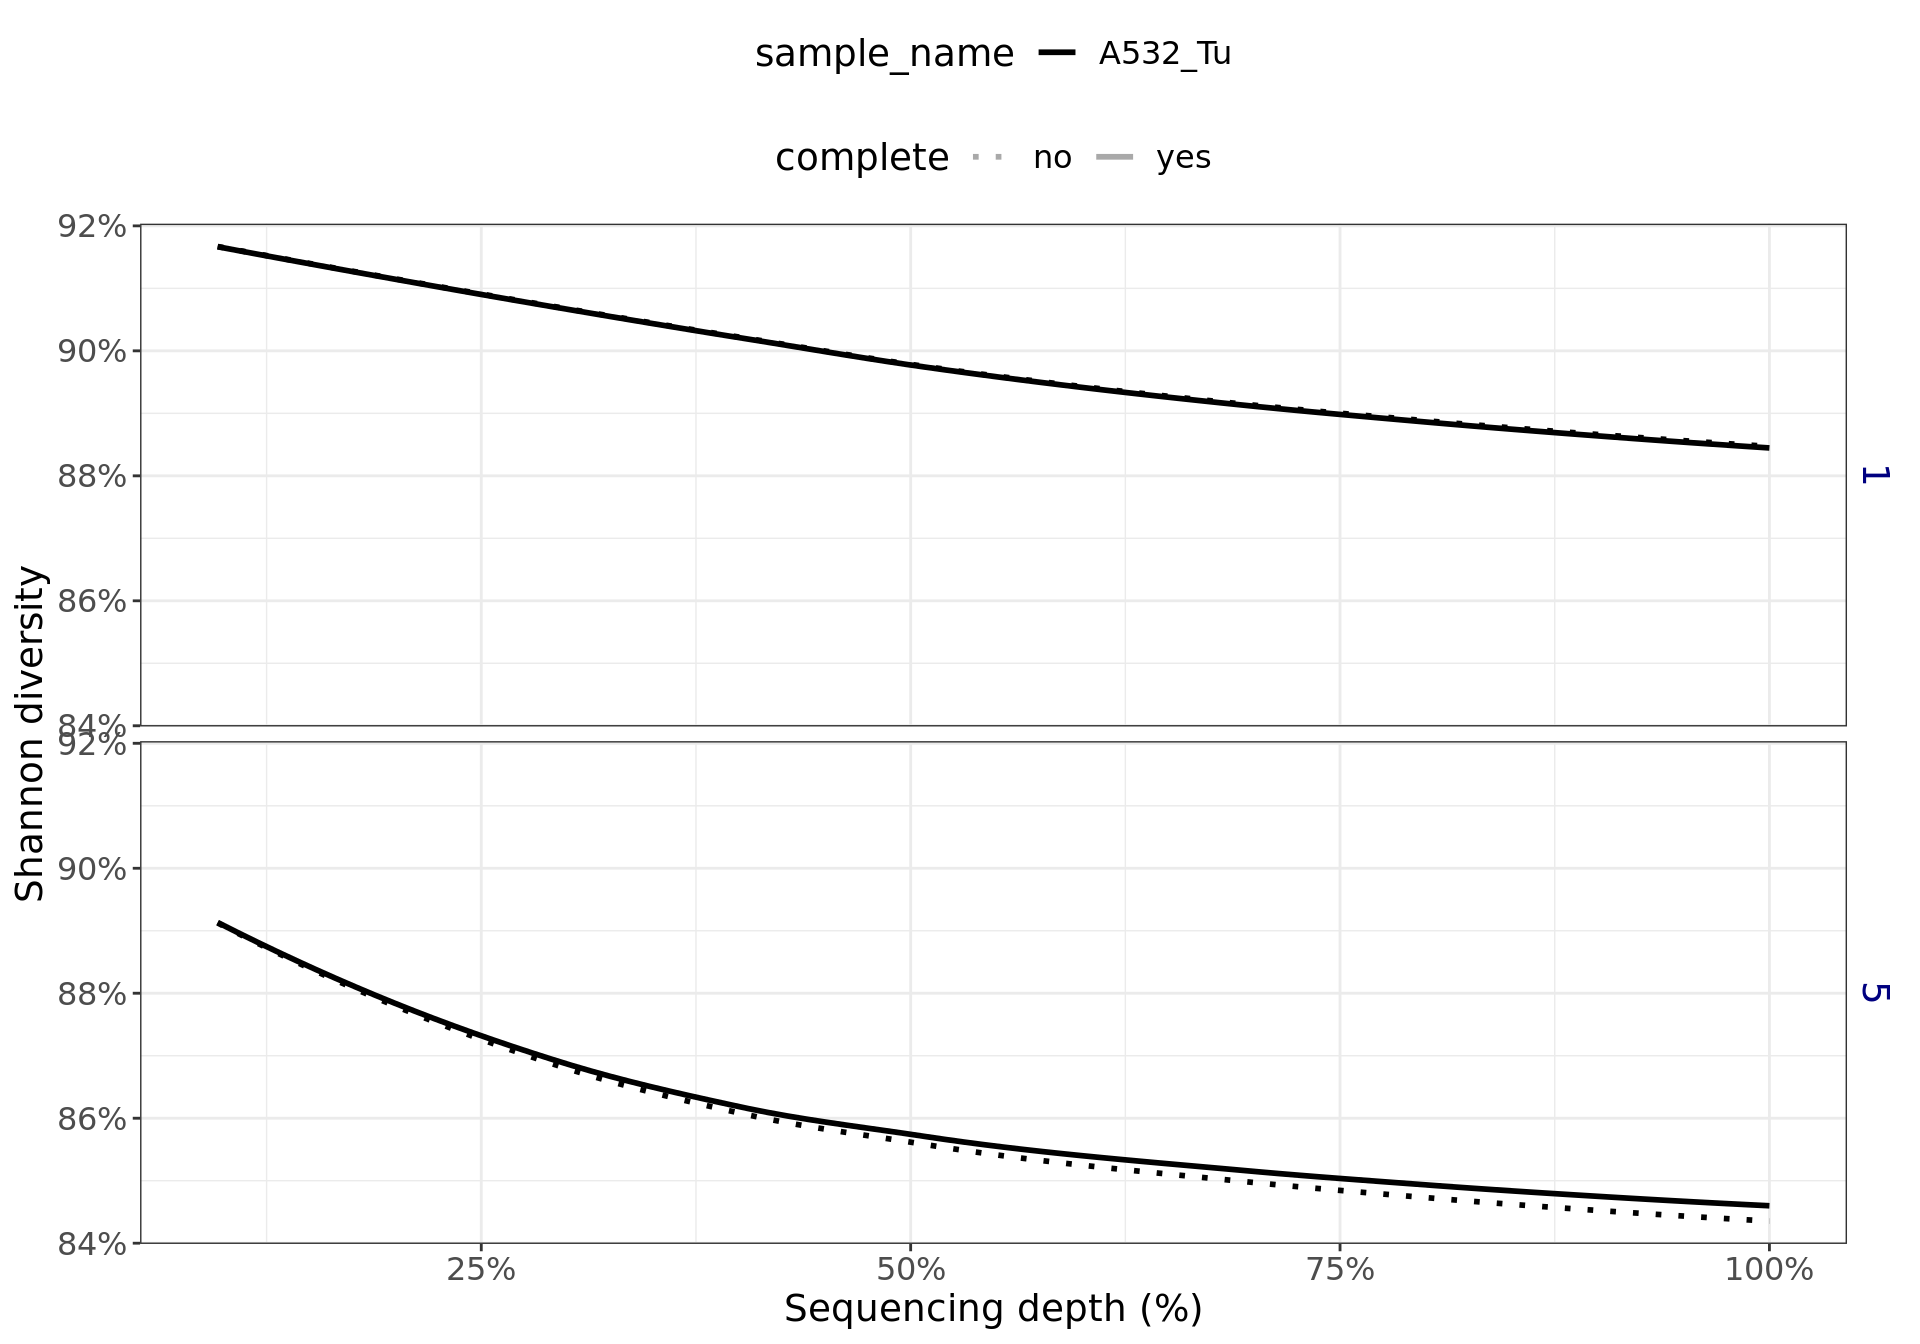 sample_name A532_Tu
complete no yes
92%
90%
88%
86%
84%
1
92%
90%
88%
86%
84%
5
Shannon diversity
25% 50% 75% 100%
Sequencing depth (%)